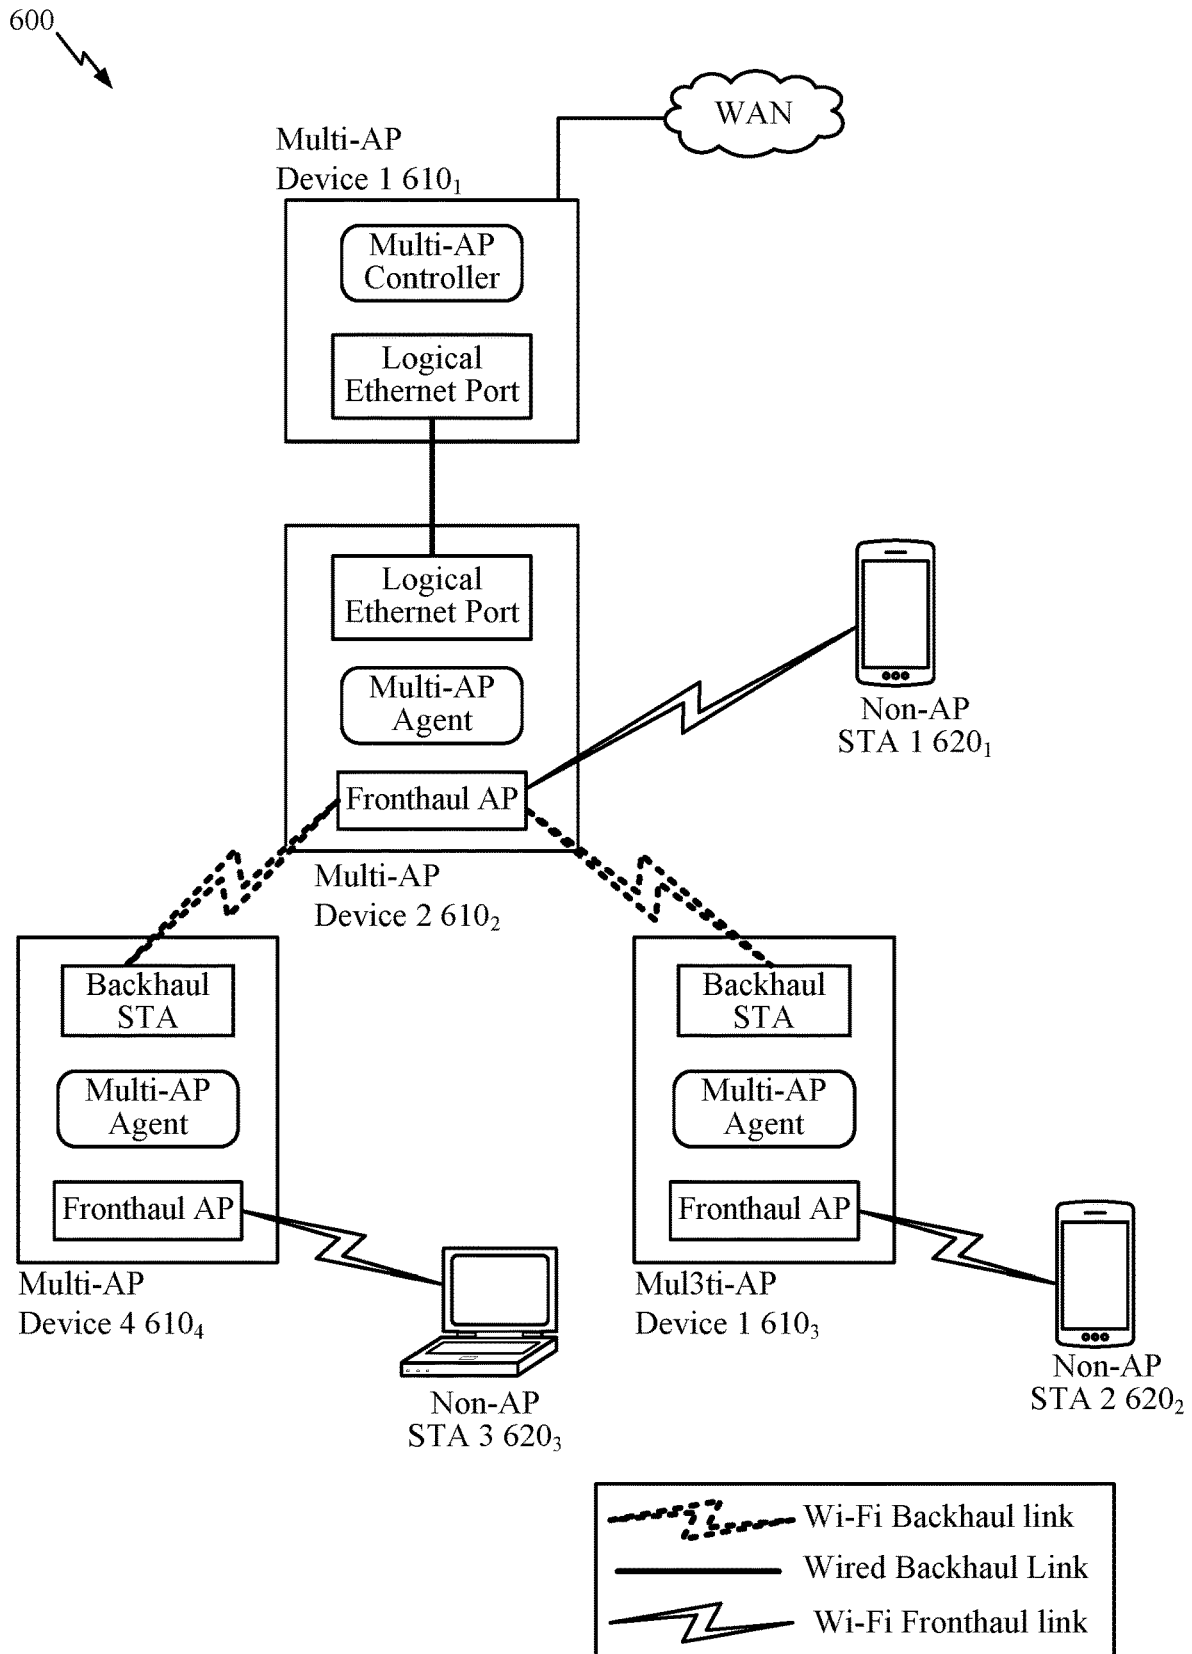 600
WAN
Multi-AP
Device 1 610₁
Multi-AP
Controller
Logical
Ethernet Port
Logical
Ethernet Port
Multi-AP
Agent
Fronthaul AP
Non-AP
STA 1 620₁
Multi-AP
Device 2 610₂
Backhaul
STA
Multi-AP
Agent
Fronthaul AP
Multi-AP
Device 4 610₄
Backhaul
STA
Multi-AP
Agent
Fronthaul AP
Mul3ti-AP
Device 1 610₃
Non-AP
STA 3 620₃
Non-AP
STA 2 620₂
Wi-Fi Backhaul link
Wired Backhaul Link
Wi-Fi Fronthaul link